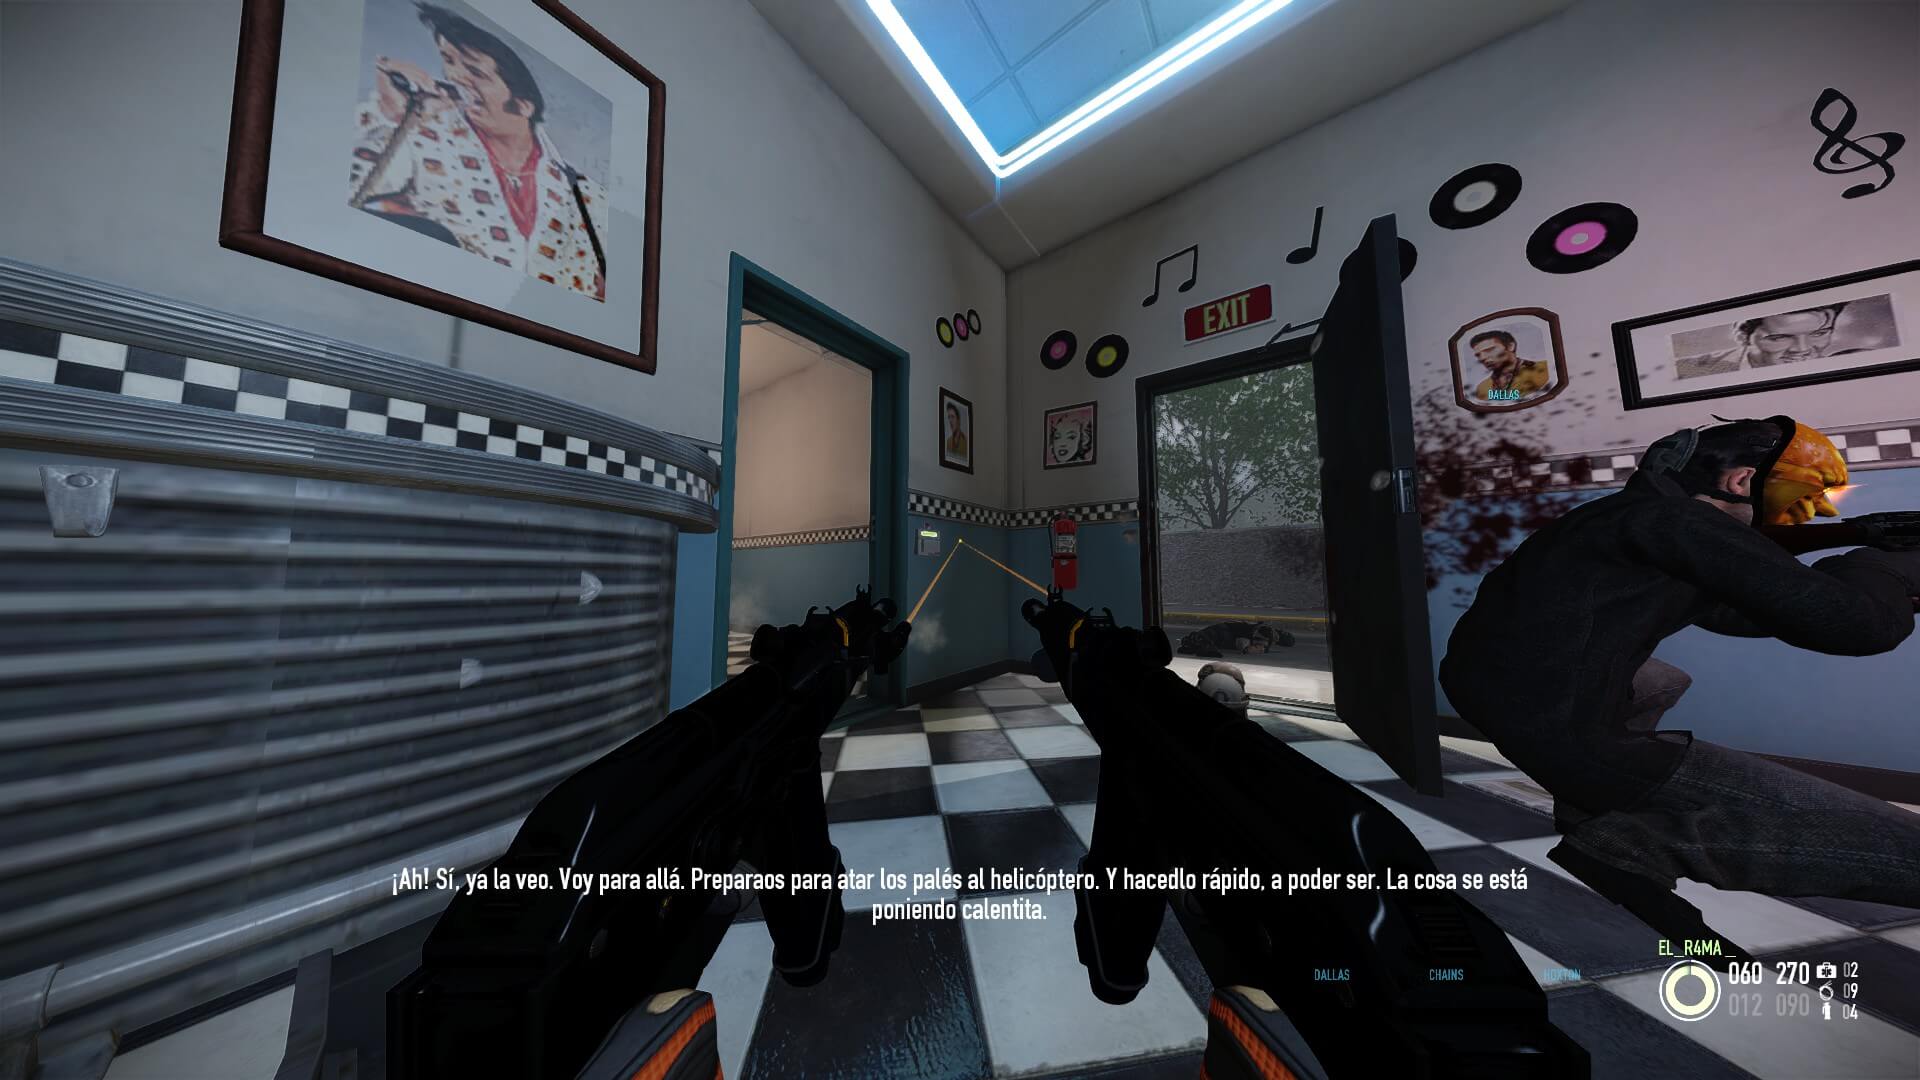 EXIT
DALLAS
¡Ah! Sí, ya la veo. Voy para allá. Preparaos para atar los palés al helicóptero. Y hacedlo rápido, a poder ser. La cosa se está
poniendo calentita.
EL_R4MA_
DALLAS CHAINS HOXTON
060 270 02
012 090 09
04